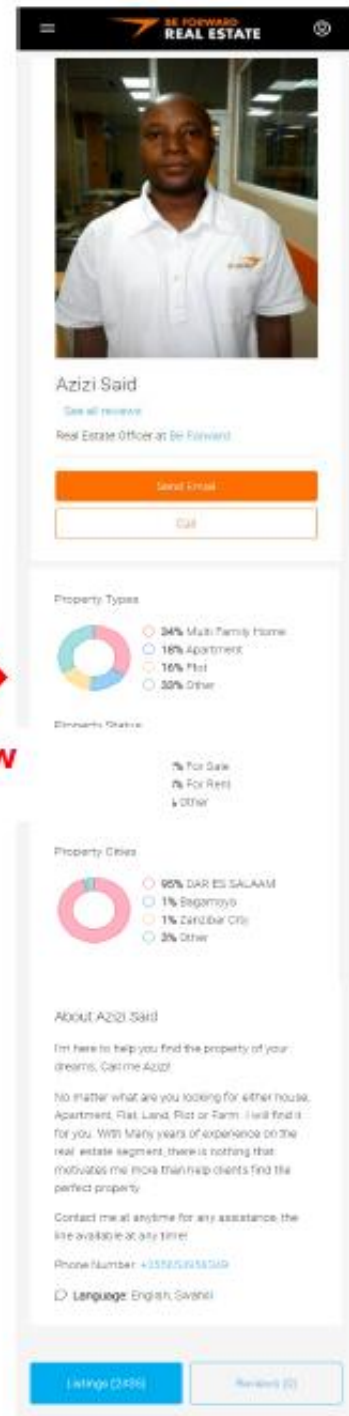 BE FORWARD
REAL ESTATE
Azizi Said
See all reviews
Real Estate Officer at Be Forward
Send Email
Call
Property Types
34% Multi Family Home
18% Apartment
16% Plot
33% Other
Property Status
w
% For Sale
% For Rent
Other
Property Cities
95% DAR ES SALAAM
1% Bagamoyo
1% Zanzibar City
3% Other
About Azizi Said
I'm here to help you find the property of your
dreams, Call me Azizi!
No matter what are you looking for either house,
Apartment, Flat, Land, Plot or Farm. I will find it
for you. With Many years of experience on the
real estate segment, there is nothing that
motivates me more than help clients find the
perfect property
Contact me at anytime for any assistance, the
line available at any time!
Phone Number:
Language: English, Swahili
Listings
Reviews (0)